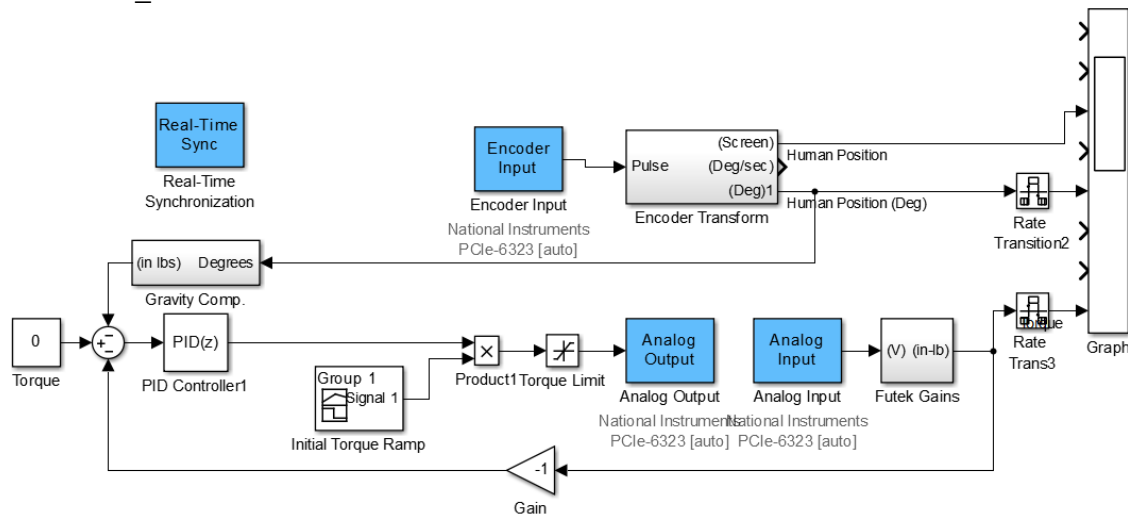 Real-Time
Sync
Real-Time
Synchronization
Encoder
Input
Encoder Input
National Instruments
PCIe-6323 [auto]
Pulse
(Screen)
(Deg/sec)
(Deg)1
Encoder Transform
Human Position
Human Position (Deg)
Rate
Transition2
(in lbs)
Degrees
Gravity Comp.
0
Torque
PID(z)
PID Controller1
Group 1
Signal 1
Initial Torque Ramp
Product1
Torque Limit
Analog
Output
Analog Output
National Instruments
PCIe-6323 [auto]
Analog
Input
Analog Input
National Instruments
PCIe-6323 [auto]
(V)
(in-lb)
Futek Gains
Torque
Rate
Trans3
Graph
-1
Gain